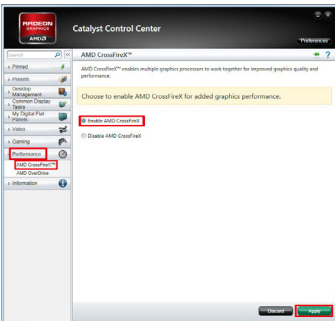 RADEON
GRAPHICS
AMD
Catalyst Control Center
Preferences
Search
AMD CrossFireX™
Pinned
Presets
AMD CrossFireX™ enables multiple graphics processors to work together for improved graphics quality and
performance.
Desktop
Management
Common Display
Tasks
My Digital Flat-
Panels
Choose to enable AMD CrossFireX for added graphics performance.
Video
Enable AMD CrossFireX
Gaming
Disable AMD CrossFireX
Performance
AMD CrossFireX™
AMD OverDrive
Information
Discard
Apply